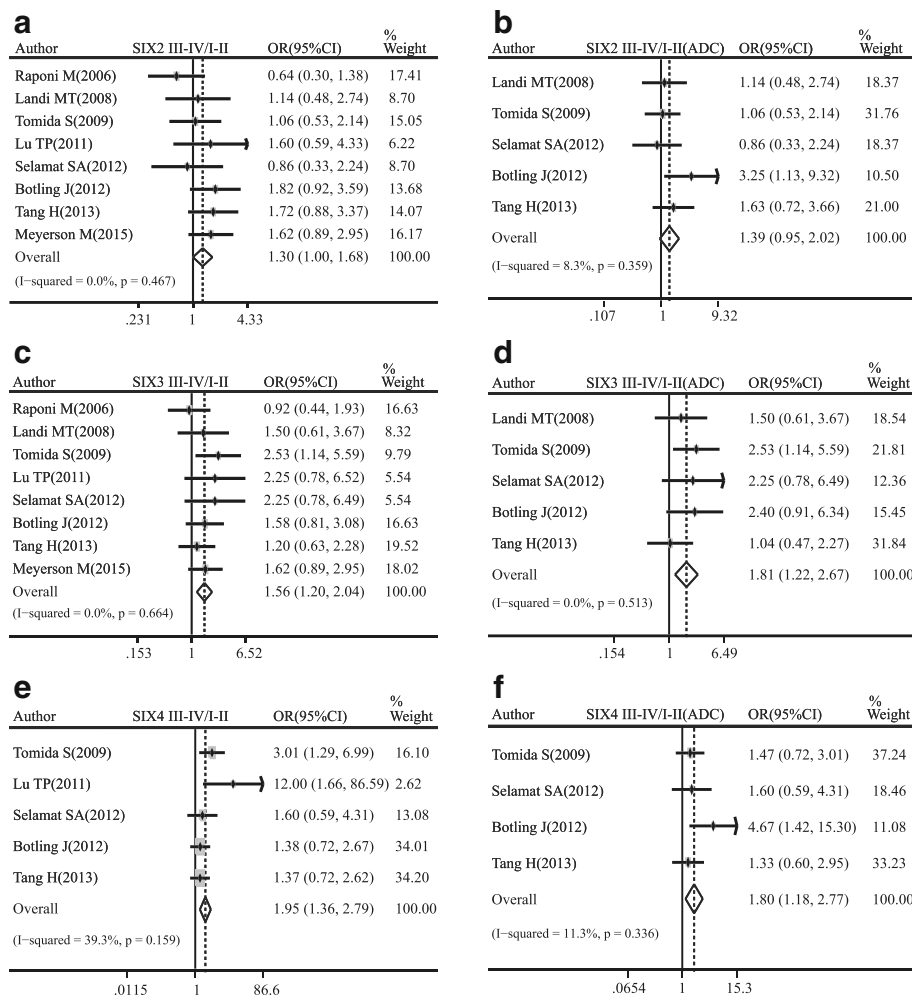 a
Author SIX2 III-IV/I-II OR(95%CI) % Weight
Raponi M(2006) 0.64 (0.30, 1.38) 17.41
Landi MT(2008) 1.14 (0.48, 2.74) 8.70
Tomida S(2009) 1.06 (0.53, 2.14) 15.05
Lu TP(2011) 1.60 (0.59, 4.33) 6.22
Selamat SA(2012) 0.86 (0.33, 2.24) 8.70
Botling J(2012) 1.82 (0.92, 3.59) 13.68
Tang H(2013) 1.72 (0.88, 3.37) 14.07
Meyerson M(2015) 1.62 (0.89, 2.95) 16.17
Overall 1.30 (1.00, 1.68) 100.00
(I−squared = 0.0%, p = 0.467)
.231 1 4.33
b
Author SIX2 III-IV/I-II(ADC) OR(95%CI) % Weight
Landi MT(2008) 1.14 (0.48, 2.74) 18.37
Tomida S(2009) 1.06 (0.53, 2.14) 31.76
Selamat SA(2012) 0.86 (0.33, 2.24) 18.37
Botling J(2012) 3.25 (1.13, 9.32) 10.50
Tang H(2013) 1.63 (0.72, 3.66) 21.00
Overall 1.39 (0.95, 2.02) 100.00
(I−squared = 8.3%, p = 0.359)
.107 1 9.32
c
Author SIX3 III-IV/I-II OR(95%CI) % Weight
Raponi M(2006) 0.92 (0.44, 1.93) 16.63
Landi MT(2008) 1.50 (0.61, 3.67) 8.32
Tomida S(2009) 2.53 (1.14, 5.59) 9.79
Lu TP(2011) 2.25 (0.78, 6.52) 5.54
Selamat SA(2012) 2.25 (0.78, 6.49) 5.54
Botling J(2012) 1.58 (0.81, 3.08) 16.63
Tang H(2013) 1.20 (0.63, 2.28) 19.52
Meyerson M(2015) 1.62 (0.89, 2.95) 18.02
Overall 1.56 (1.20, 2.04) 100.00
(I−squared = 0.0%, p = 0.664)
.153 1 6.52
d
Author SIX3 III-IV/I-II(ADC) OR(95%CI) % Weight
Landi MT(2008) 1.50 (0.61, 3.67) 18.54
Tomida S(2009) 2.53 (1.14, 5.59) 21.81
Selamat SA(2012) 2.25 (0.78, 6.49) 12.36
Botling J(2012) 2.40 (0.91, 6.34) 15.45
Tang H(2013) 1.04 (0.47, 2.27) 31.84
Overall 1.81 (1.22, 2.67) 100.00
(I−squared = 0.0%, p = 0.513)
.154 1 6.49
e
Author SIX4 III-IV/I-II OR(95%CI) % Weight
Tomida S(2009) 3.01 (1.29, 6.99) 16.10
Lu TP(2011) 12.00 (1.66, 86.59) 2.62
Selamat SA(2012) 1.60 (0.59, 4.31) 13.08
Botling J(2012) 1.38 (0.72, 2.67) 34.01
Tang H(2013) 1.37 (0.72, 2.62) 34.20
Overall 1.95 (1.36, 2.79) 100.00
(I−squared = 39.3%, p = 0.159)
.0115 1 86.6
f
Author SIX4 III-IV/I-II(ADC) OR(95%CI) % Weight
Tomida S(2009) 1.47 (0.72, 3.01) 37.24
Selamat SA(2012) 1.60 (0.59, 4.31) 18.46
Botling J(2012) 4.67 (1.42, 15.30) 11.08
Tang H(2013) 1.33 (0.60, 2.95) 33.23
Overall 1.80 (1.18, 2.77) 100.00
(I−squared = 11.3%, p = 0.336)
.0654 1 15.3